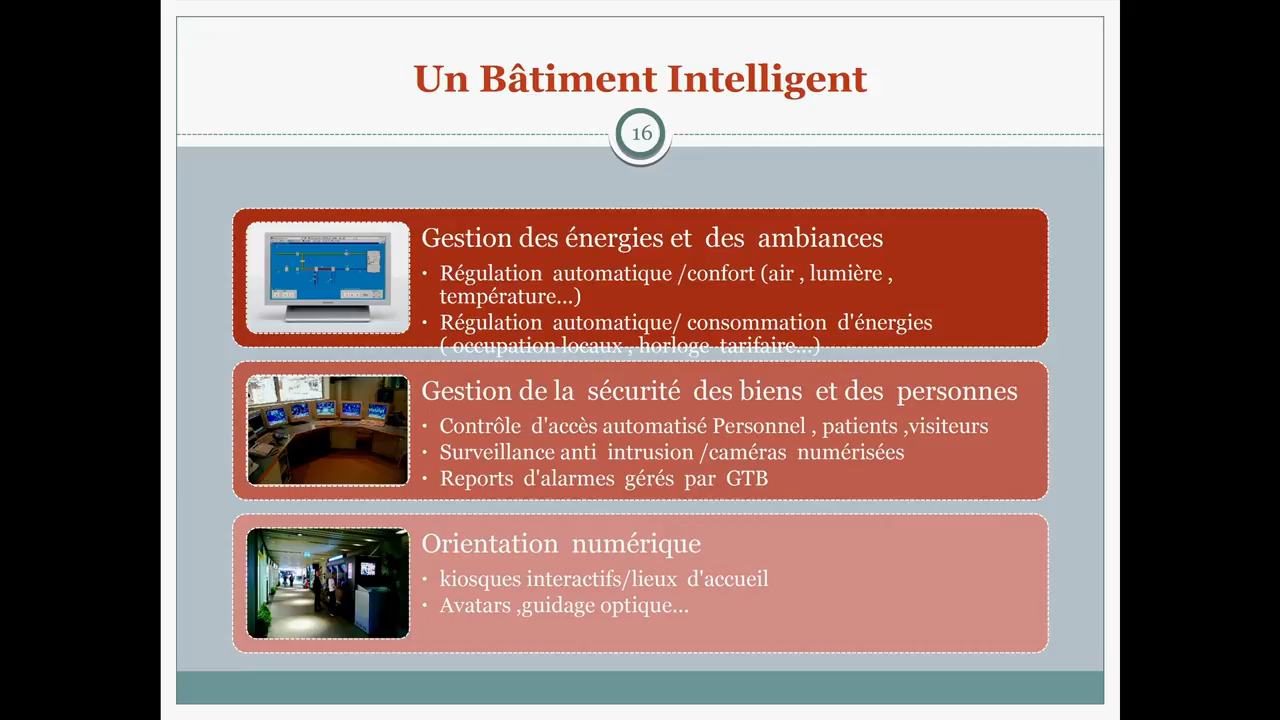 Un Bâtiment Intelligent
16
Gestion des énergies et des ambiances
• Régulation automatique /confort (air , lumière ,
température...)
• Régulation automatique/ consommation d'énergies
( occupation locaux , horloge tarifaire...)
Gestion de la sécurité des biens et des personnes
• Contrôle d'accès automatisé Personnel , patients ,visiteurs
• Surveillance anti intrusion /caméras numérisées
• Reports d'alarmes gérés par GTB
Orientation numérique
• kiosques interactifs/lieux d'accueil
• Avatars ,guidage optique...